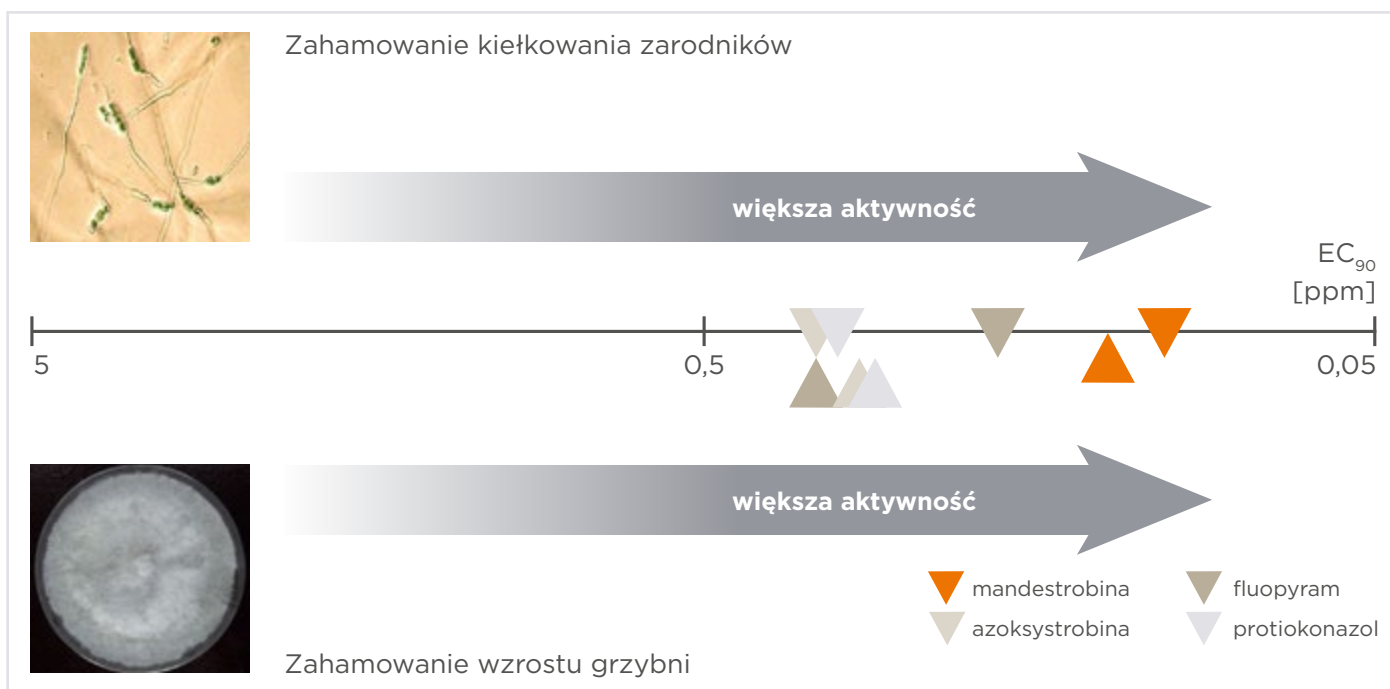 Zahamowanie kiełkowania zarodników
większa aktywność
EC₉₀
[ppm]
5
0,5
0,05
większa aktywność
mandestrobina
fluopyram
azoksystrobina
protiokonazol
Zahamowanie wzrostu grzybni